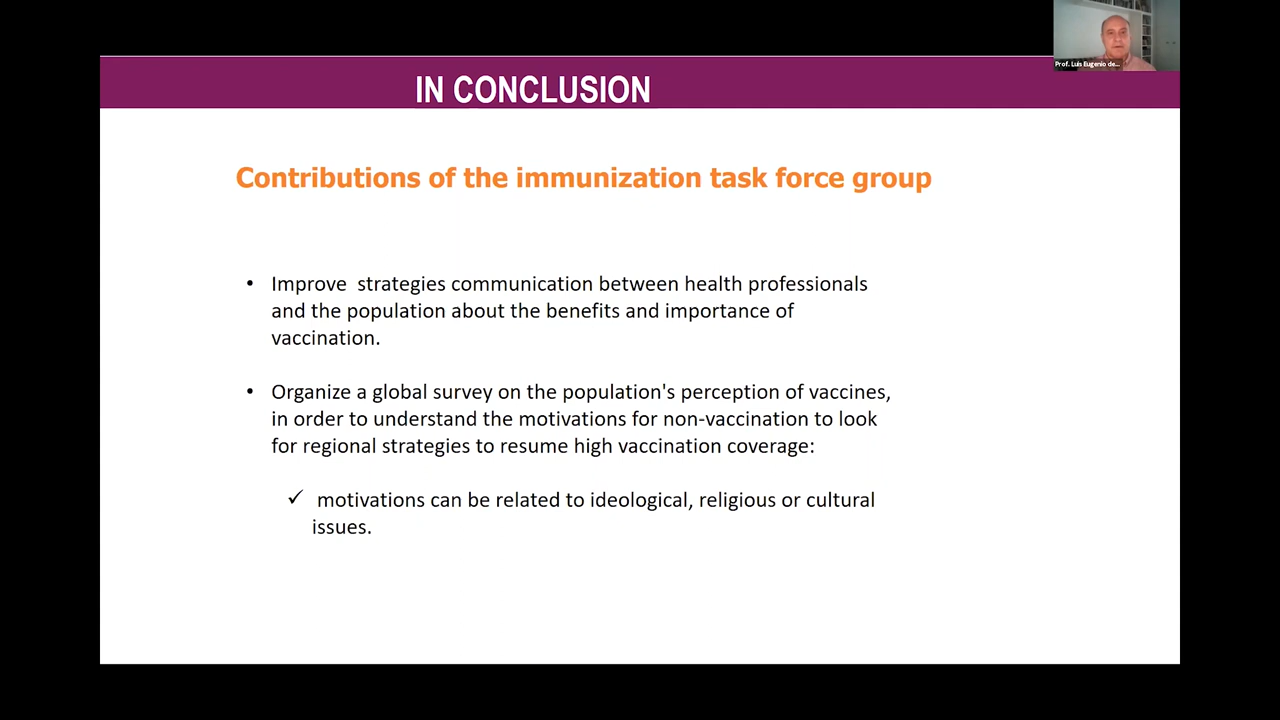 Prof. Luis Eugenio de...
IN CONCLUSION
Contributions of the immunization task force group
• Improve  strategies communication between health professionals
and the population about the benefits and importance of
vaccination.
• Organize a global survey on the population's perception of vaccines,
in order to understand the motivations for non-vaccination to look
for regional strategies to resume high vaccination coverage:
✓ motivations can be related to ideological, religious or cultural
issues.